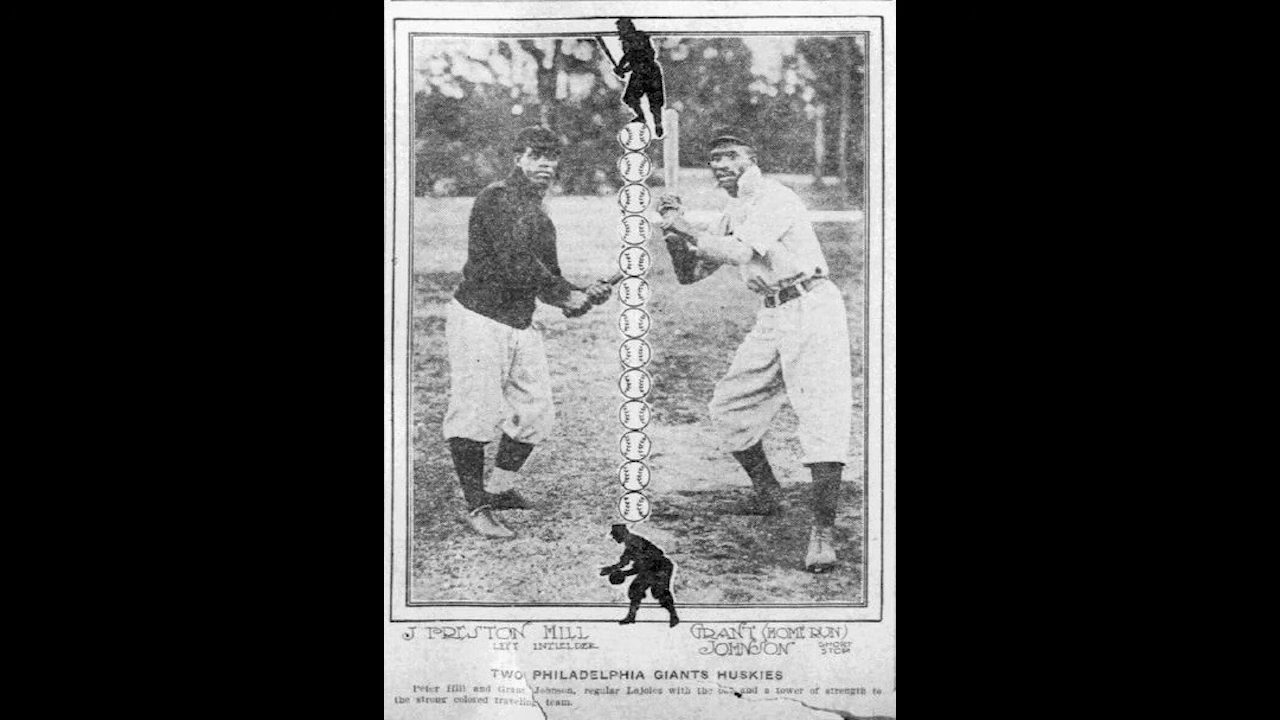 J PRESTON HILL
LEFT INFIELDER
GRANT (HOME RUN)
JOHNSON SHORT STOP
TWO PHILADELPHIA GIANTS HUSKIES
Peter Hill and Grant Johnson, regular Lajoies with the bat and a tower of strength to
the strong colored traveling team.